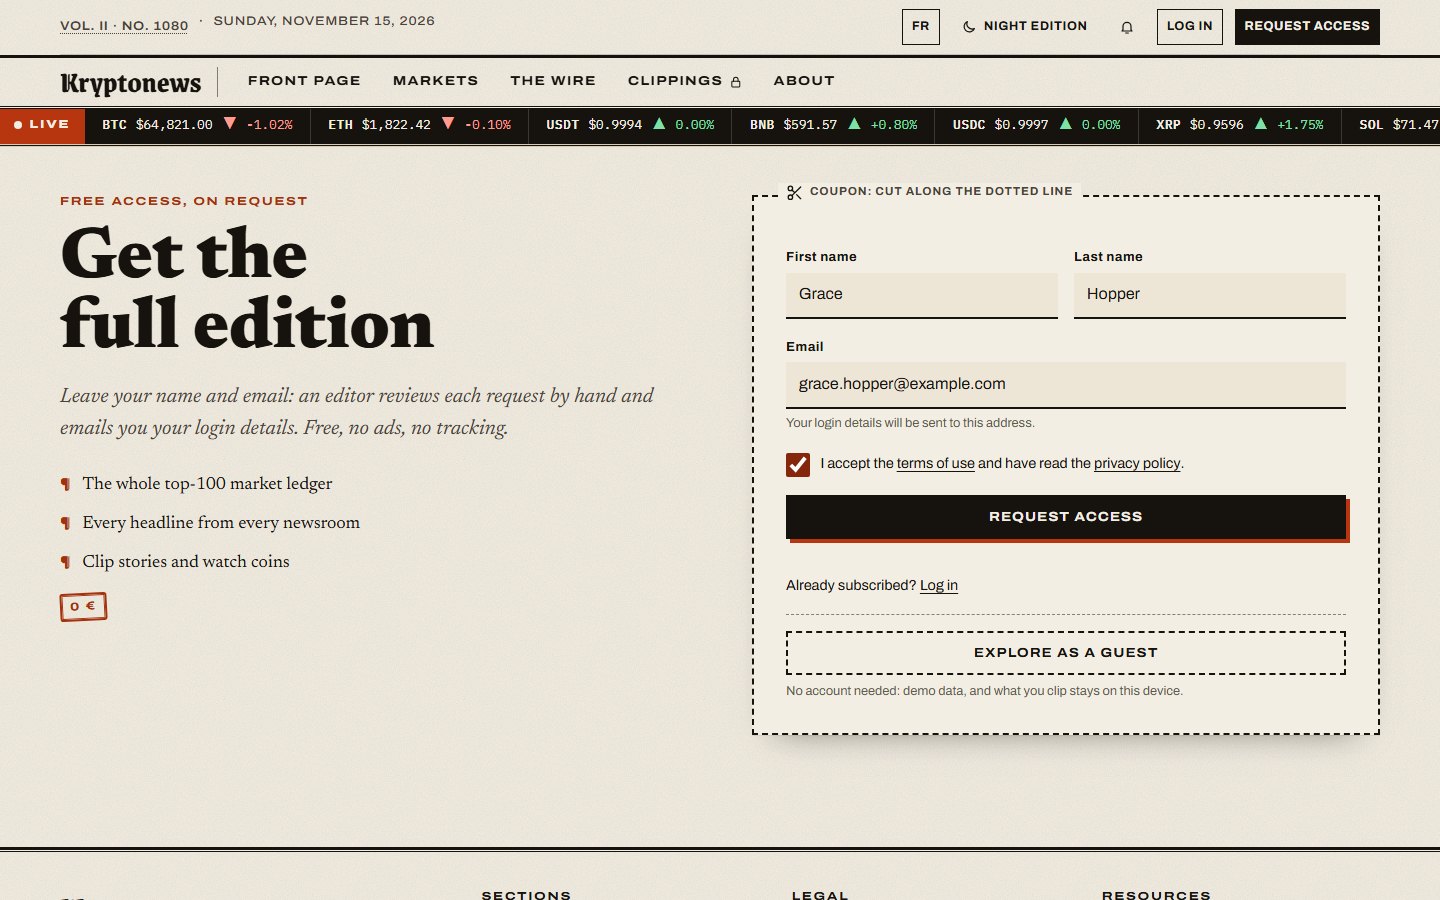 VOL. II · NO. 1080 · SUNDAY, NOVEMBER 15, 2026
FR
NIGHT EDITION
LOG IN
REQUEST ACCESS
Kryptonews
FRONT PAGE
MARKETS
THE WIRE
CLIPPINGS
ABOUT
LIVE
BTC $64,821.00 ▼ -1.02%
ETH $1,822.42 ▼ -0.10%
USDT $0.9994 ▲ 0.00%
BNB $591.57 ▲ +0.80%
USDC $0.9997 ▲ 0.00%
XRP $0.9596 ▲ +1.75%
SOL $71.47
FREE ACCESS, ON REQUEST
Get the
full edition
Leave your name and email: an editor reviews each request by hand and
emails you your login details. Free, no ads, no tracking.
¶ The whole top-100 market ledger
¶ Every headline from every newsroom
¶ Clip stories and watch coins
0 €
COUPON: CUT ALONG THE DOTTED LINE
First name
Last name
Grace
Hopper
Email
grace.hopper@example.com
Your login details will be sent to this address.
I accept the terms of use and have read the privacy policy.
REQUEST ACCESS
Already subscribed? Log in
EXPLORE AS A GUEST
No account needed: demo data, and what you clip stays on this device.
SECTIONS
LEGAL
RESOURCES